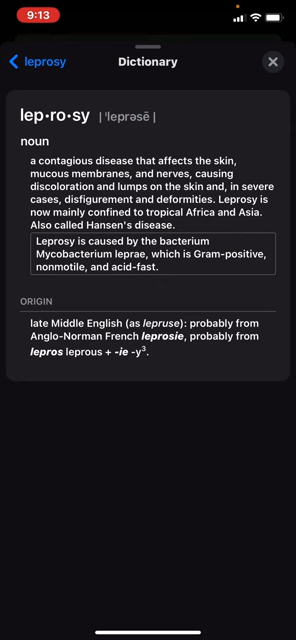 9:13
leprosy
Dictionary
lep•ro•sy | ˈleprəsē |
noun
a contagious disease that affects the skin,
mucous membranes, and nerves, causing
discoloration and lumps on the skin and, in severe
cases, disfigurement and deformities. Leprosy is
now mainly confined to tropical Africa and Asia.
Also called Hansen's disease.
Leprosy is caused by the bacterium
Mycobacterium leprae, which is Gram-positive,
nonmotile, and acid-fast.
ORIGIN
late Middle English (as lepruse): probably from
Anglo-Norman French leprosie, probably from
lepros leprous + -ie -y³.